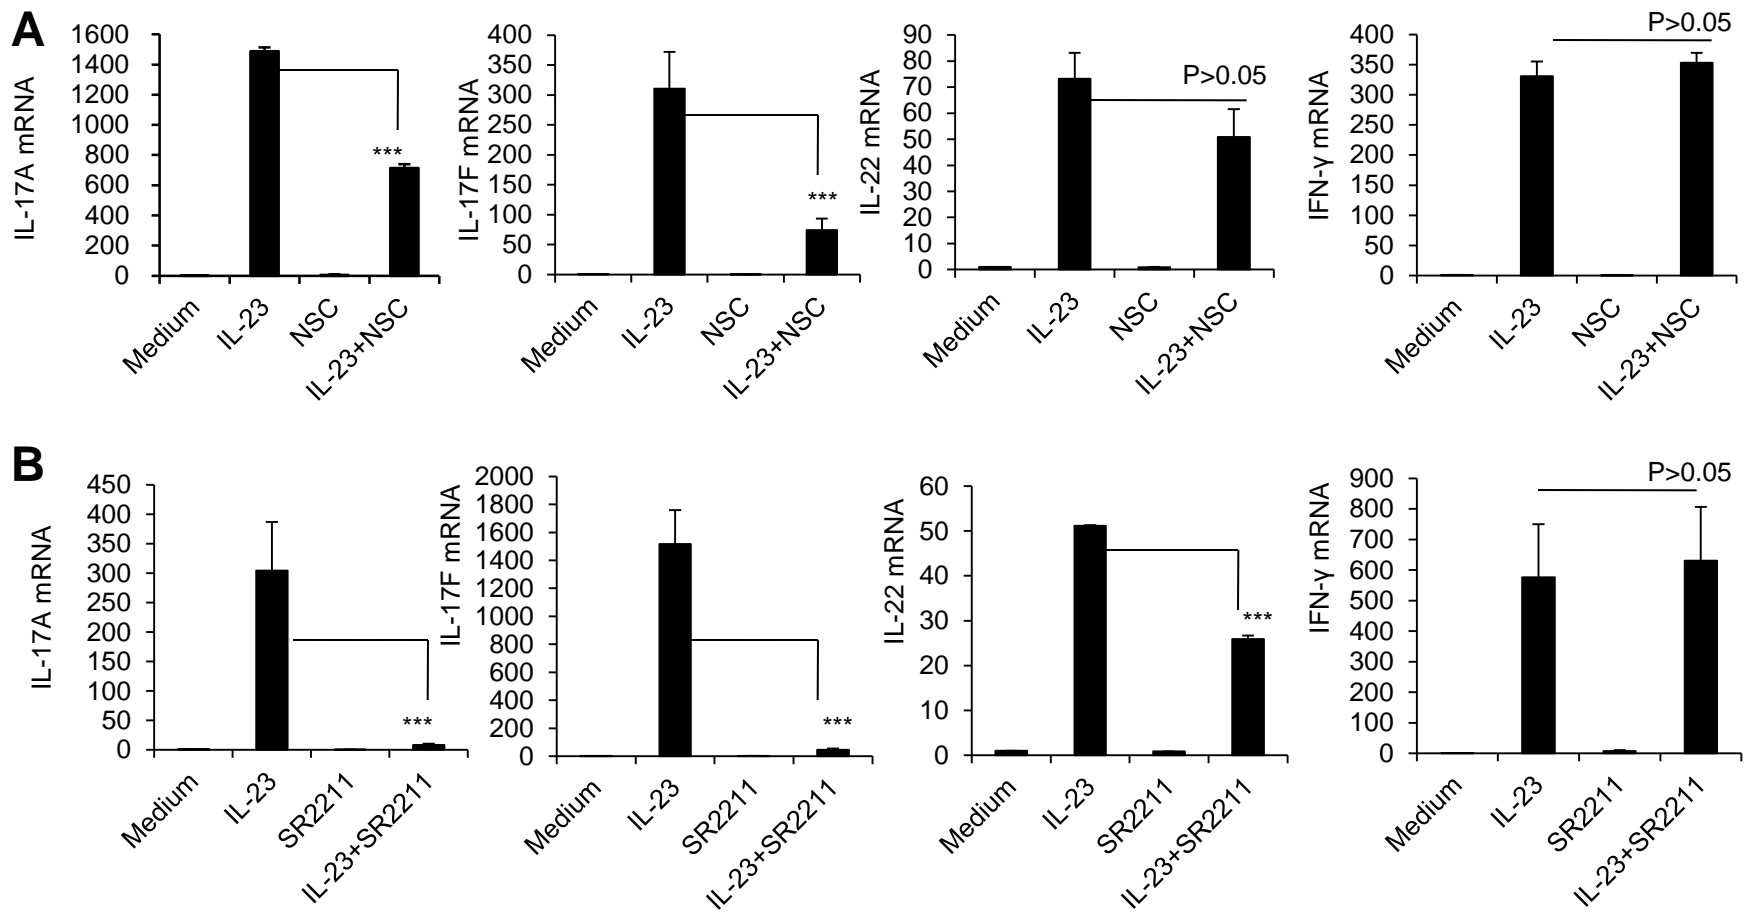 A
IL-17A mRNA
1600
1400
1200
1000
800
600
400
200
0
***
Medium
IL-23
NSC
IL-23+NSC
IL-17F mRNA
400
350
300
250
200
150
100
50
0
***
Medium
IL-23
NSC
IL-23+NSC
IL-22 mRNA
90
80
70
60
50
40
30
20
10
0
P>0.05
Medium
IL-23
NSC
IL-23+NSC
IFN-γ mRNA
400
350
300
250
200
150
100
50
0
P>0.05
Medium
IL-23
NSC
IL-23+NSC
B
IL-17A mRNA
450
400
350
300
250
200
150
100
50
0
***
Medium
IL-23
SR2211
IL-23+SR2211
IL-17F mRNA
2000
1800
1600
1400
1200
1000
800
600
400
200
0
***
Medium
IL-23
SR2211
IL-23+SR2211
IL-22 mRNA
60
50
40
30
20
10
0
***
Medium
IL-23
SR2211
IL-23+SR2211
IFN-γ mRNA
900
800
700
600
500
400
300
200
100
0
P>0.05
Medium
IL-23
SR2211
IL-23+SR2211